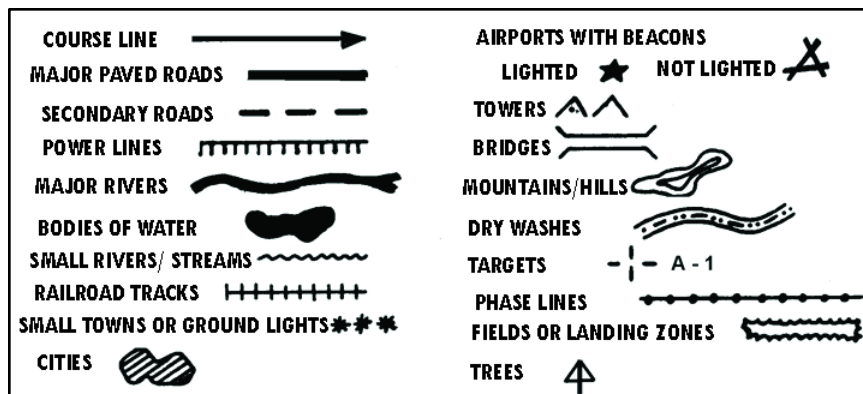 COURSE LINE
MAJOR PAVED ROADS
SECONDARY ROADS
POWER LINES
MAJOR RIVERS
BODIES OF WATER
SMALL RIVERS/ STREAMS
RAILROAD TRACKS
SMALL TOWNS OR GROUND LIGHTS
CITIES
AIRPORTS WITH BEACONS
LIGHTED NOT LIGHTED
TOWERS
BRIDGES
MOUNTAINS/HILLS
DRY WASHES
TARGETS A - 1
PHASE LINES
FIELDS OR LANDING ZONES
TREES